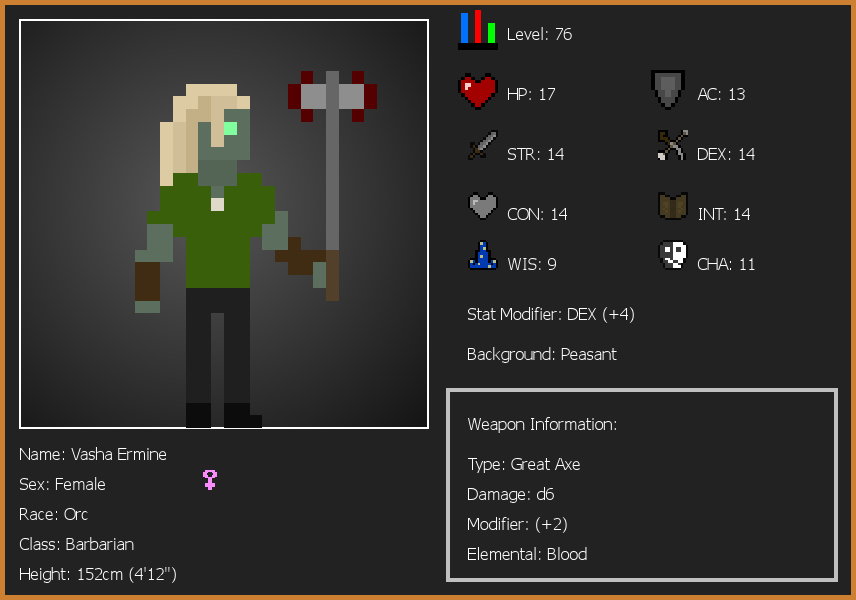 Level: 76
HP: 17
AC: 13
STR: 14
DEX: 14
CON: 14
INT: 14
WIS: 9
CHA: 11
Stat Modifier: DEX (+4)
Background: Peasant
Weapon Information:
Type: Great Axe
Damage: d6
Modifier: (+2)
Elemental: Blood
Name: Vasha Ermine
Sex: Female
Race: Orc
Class: Barbarian
Height: 152cm (4'12")